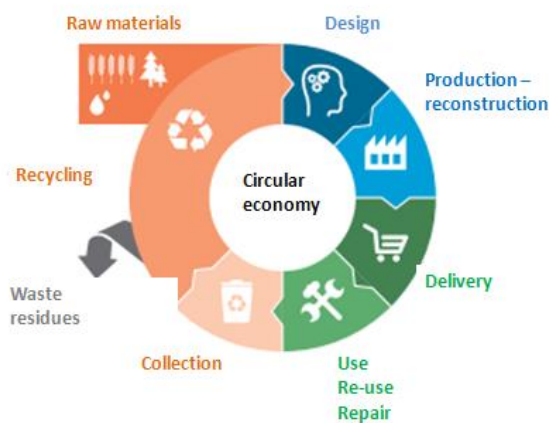 Raw materials
Design
Production –
reconstruction
Recycling
Circular
economy
Delivery
Waste
residues
Collection
Use
Re-use
Repair